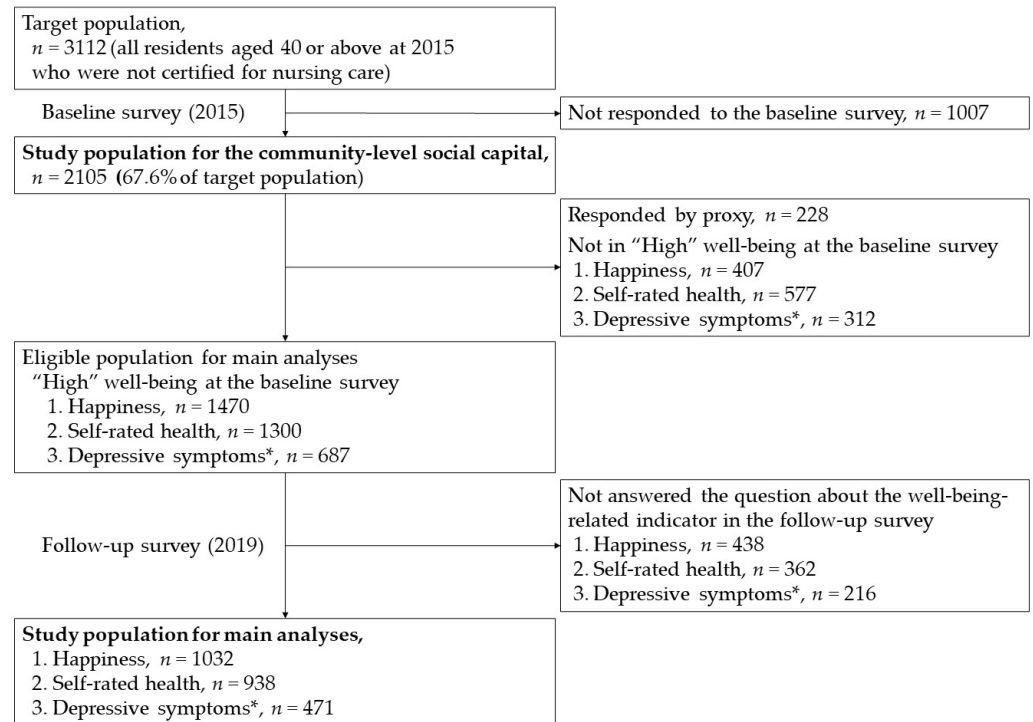 Target population,
n = 3112 (all residents aged 40 or above at 2015
who were not certified for nursing care)
Baseline survey (2015)
Not responded to the baseline survey, n = 1007
Study population for the community-level social capital,
n = 2105 (67.6% of target population)
Responded by proxy, n = 228
Not in “High” well-being at the baseline survey
1. Happiness, n = 407
2. Self-rated health, n = 577
3. Depressive symptoms*, n = 312
Eligible population for main analyses
“High” well-being at the baseline survey
1. Happiness, n = 1470
2. Self-rated health, n = 1300
3. Depressive symptoms*, n = 687
Not answered the question about the well-being-
related indicator in the follow-up survey
1. Happiness, n = 438
2. Self-rated health, n = 362
3. Depressive symptoms*, n = 216
Follow-up survey (2019)
Study population for main analyses,
1. Happiness, n = 1032
2. Self-rated health, n = 938
3. Depressive symptoms*, n = 471